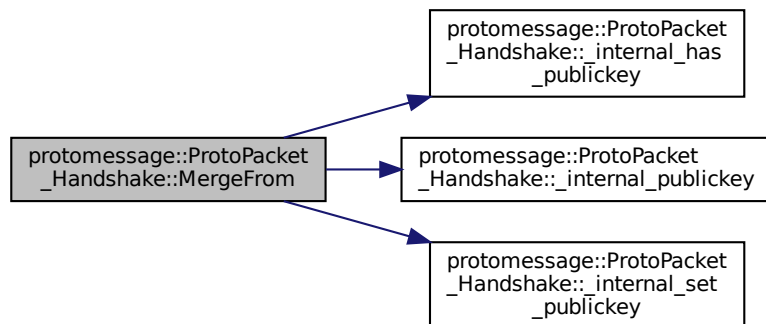 protomessage::ProtoPacket
_Handshake::_internal_has
_publickey
protomessage::ProtoPacket
_Handshake::MergeFrom
protomessage::ProtoPacket
_Handshake::_internal_publickey
protomessage::ProtoPacket
_Handshake::_internal_set
_publickey